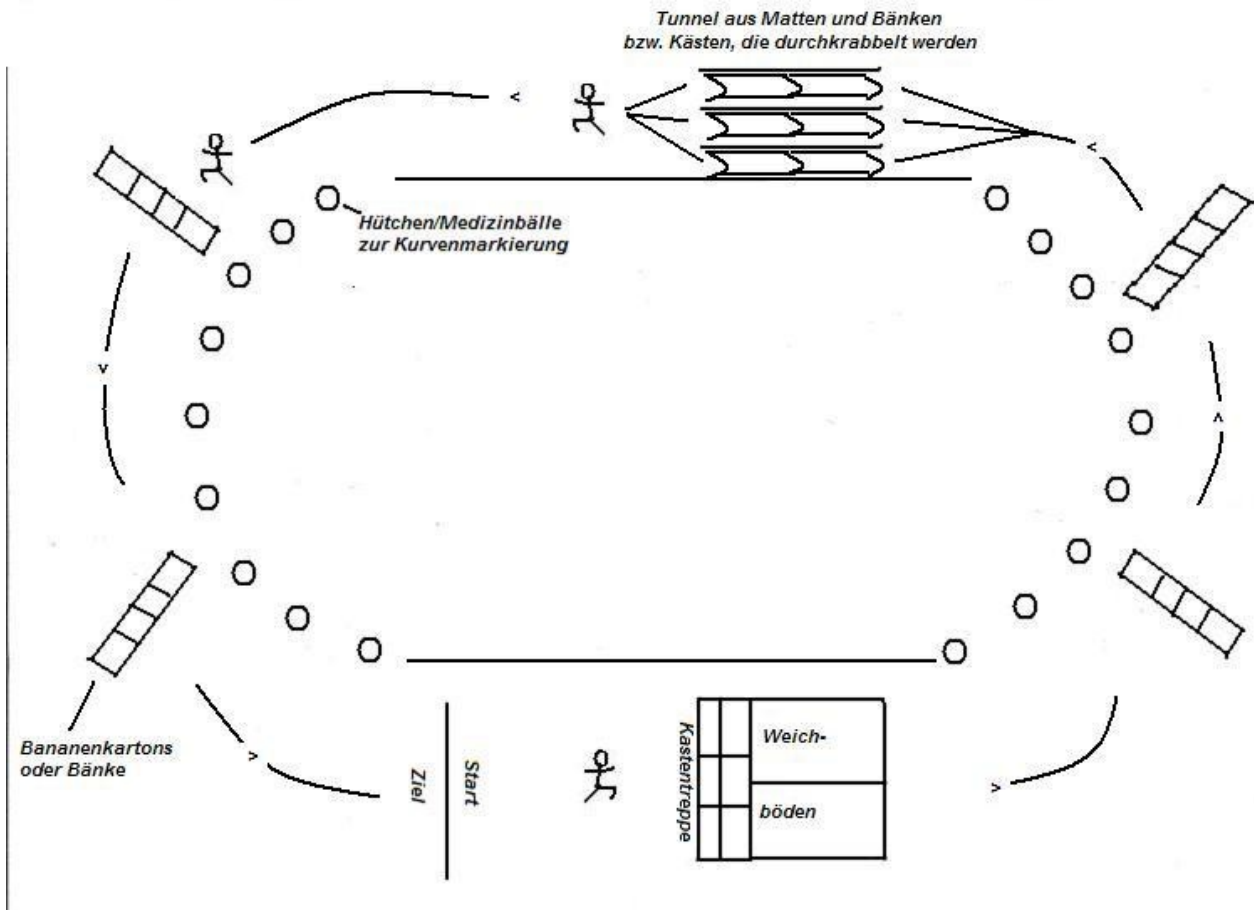 Tunnel aus Matten und Bänken
bzw. Kästen, die durchkrabbelt werden
Hütchen/Medizinbälle
zur Kurvenmarkierung
Bananenkartons
oder Bänke
Ziel
Start
Kastentreppe
Weich-
böden